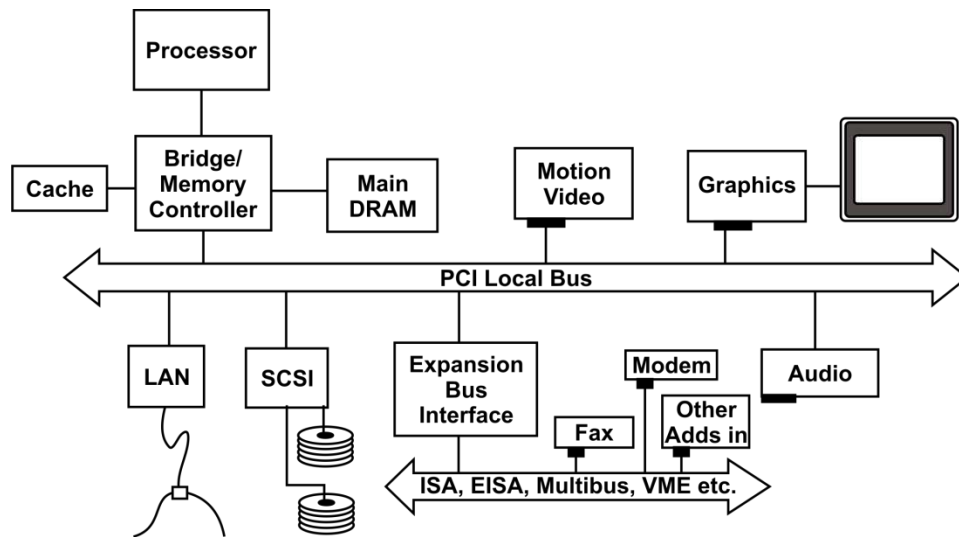 Processor
Bridge/
Memory
Controller
Cache
Main
DRAM
Motion
Video
Graphics
PCI Local Bus
LAN
SCSI
Expansion
Bus
Interface
Modem
Audio
Fax
Other
Adds in
ISA, EISA, Multibus, VME etc.